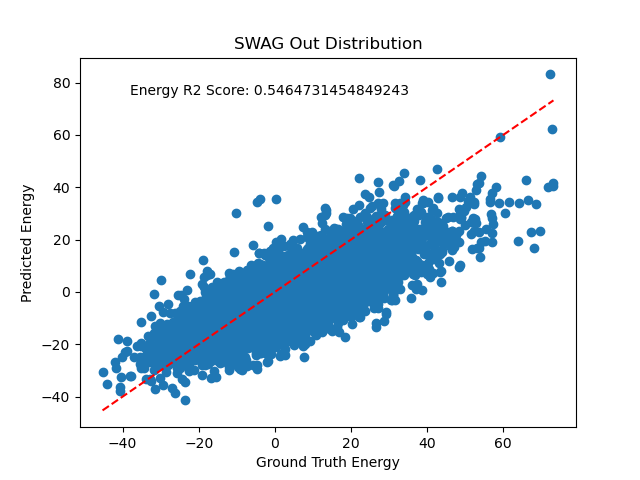 SWAG Out Distribution
Energy R2 Score: 0.5464731454849243
Predicted Energy
80
60
40
20
0
−20
−40
−40 −20 0 20 40 60
Ground Truth Energy